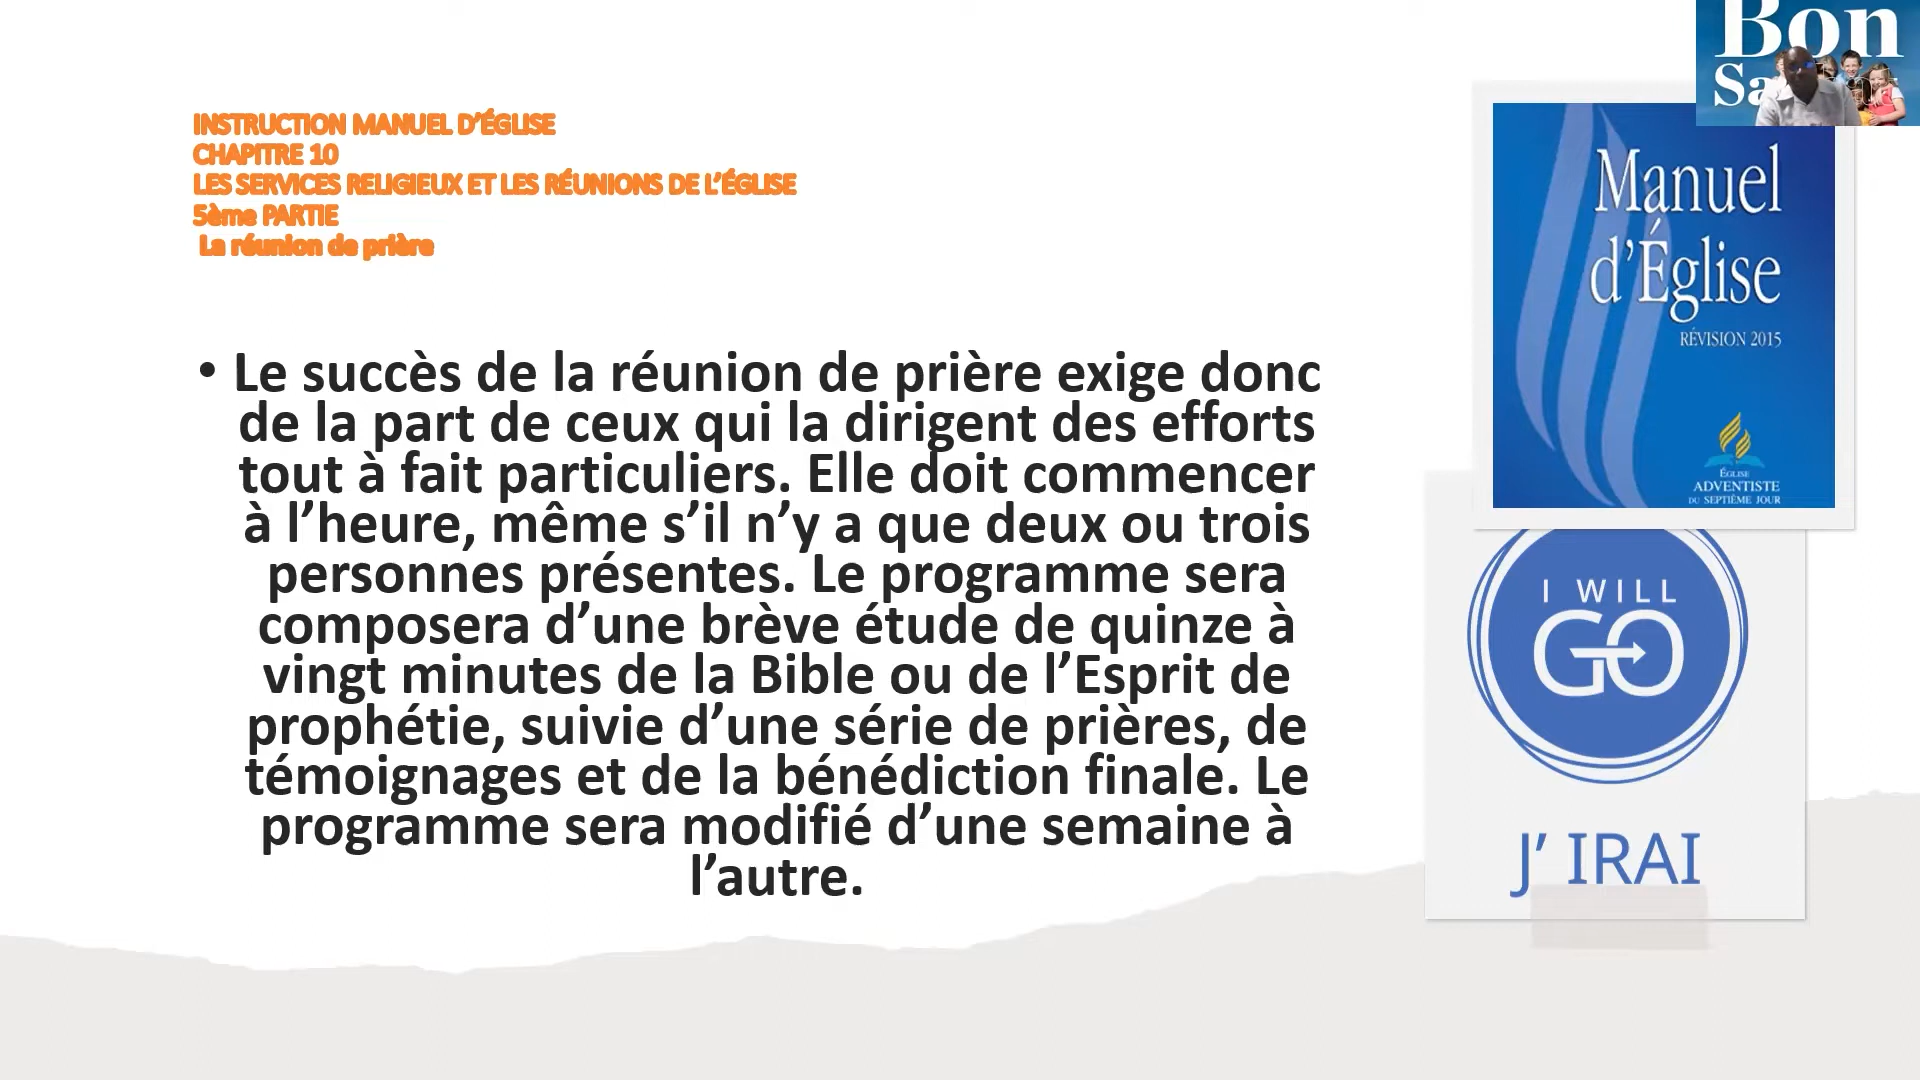 Bon
Sa
INSTRUCTION MANUEL D’ÉGLISE
CHAPITRE 10
LES SERVICES RELIGIEUX ET LES RÉUNIONS DE L’ÉGLISE
5ème PARTIE
La réunion de prière
• Le succès de la réunion de prière exige donc
de la part de ceux qui la dirigent des efforts
tout à fait particuliers. Elle doit commencer
à l’heure, même s’il n’y a que deux ou trois
personnes présentes. Le programme sera
composera d’une brève étude de quinze à
vingt minutes de la Bible ou de l’Esprit de
prophétie, suivie d’une série de prières, de
témoignages et de la bénédiction finale. Le
programme sera modifié d’une semaine à
l’autre.
Manuel
d’Église
RÉVISION 2015
ÉGLISE
ADVENTISTE
DU SEPTIÈME JOUR
I WILL
GO
J’ IRAI